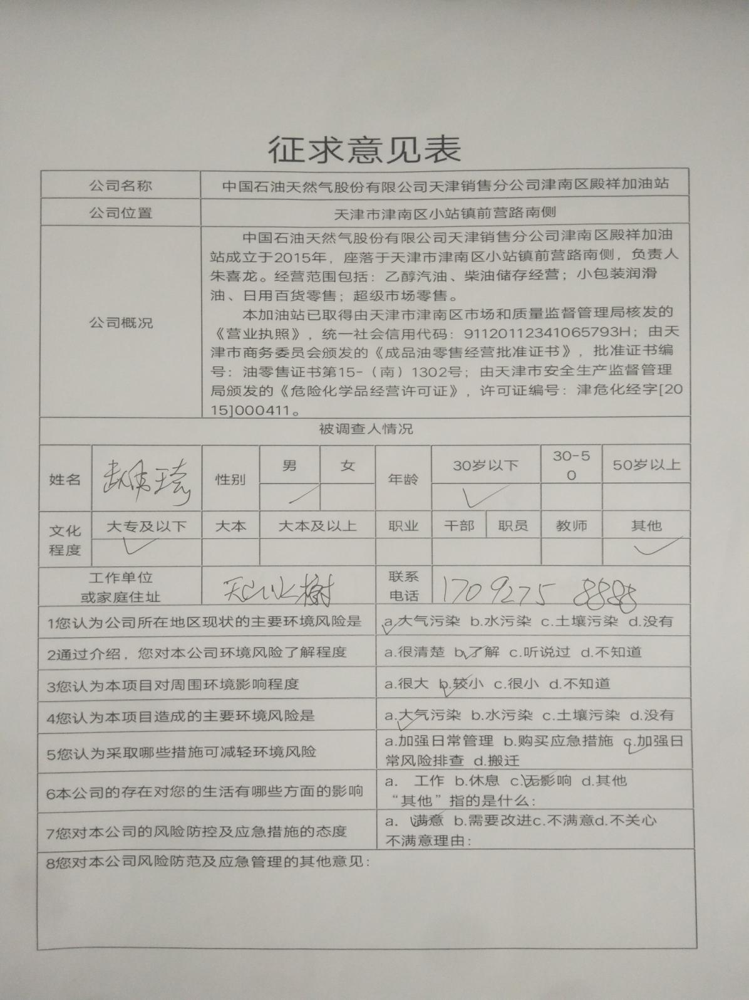 征求意见表
公司名称 中国石油天然气股份有限公司天津销售分公司津南区殿祥加油站
公司位置 天津市津南区小站镇前营路南侧
公司概况
中国石油天然气股份有限公司天津销售分公司津南区殿祥加油
站成立于2015年，座落于天津市津南区小站镇前营路南侧，负责人
朱喜龙。经营范围包括：乙醇汽油、柴油储存经营；小包装润滑
油、日用百货零售；超级市场零售。
本加油站已取得由天津市津南区市场和质量监督管理局核发的
《营业执照》，统一社会信用代码：91120112341065793H；由天
津市商务委员会颁发的《成品油零售经营批准证书》，批准证书编
号：油零售证书第15-（南）1302号；由天津市安全生产监督管理
局颁发的《危险化学品经营许可证》，许可证编号：津危化经字[20
15]000411。
被调查人情况
姓名 性别 男 女 年龄 30岁以下 30-5
0 50岁以上
✓ ✓
文化
程度 大专及以下 大本 大本及以上 职业 干部 职员 教师 其他
✓ ✓
工作单位
或家庭住址
联系
电话 170 9275 8888
1您认为公司所在地区现状的主要环境风险是 a.大气污染 b.水污染 c.土壤污染 d.没有
2通过介绍，您对本公司环境风险了解程度 a.很清楚 b.了解 c.听说过 d.不知道
3您认为本项目对周围环境影响程度 a.很大 b.较小 c.很小 d.不知道
4您认为本项目造成的主要环境风险是 a.大气污染 b.水污染 c.土壤污染 d.没有
5您认为采取哪些措施可减轻环境风险 a.加强日常管理 b.购买应急措施 c.加强日
常风险排查 d.搬迁
6本公司的存在对您的生活有哪些方面的影响 a. 工作 b.休息 c.无影响 d.其他
“其他”指的是什么:
7您对本公司的风险防控及应急措施的态度 a. 满意 b.需要改进c.不满意d.不关心
不满意理由:
8您对本公司风险防范及应急管理的其他意见: